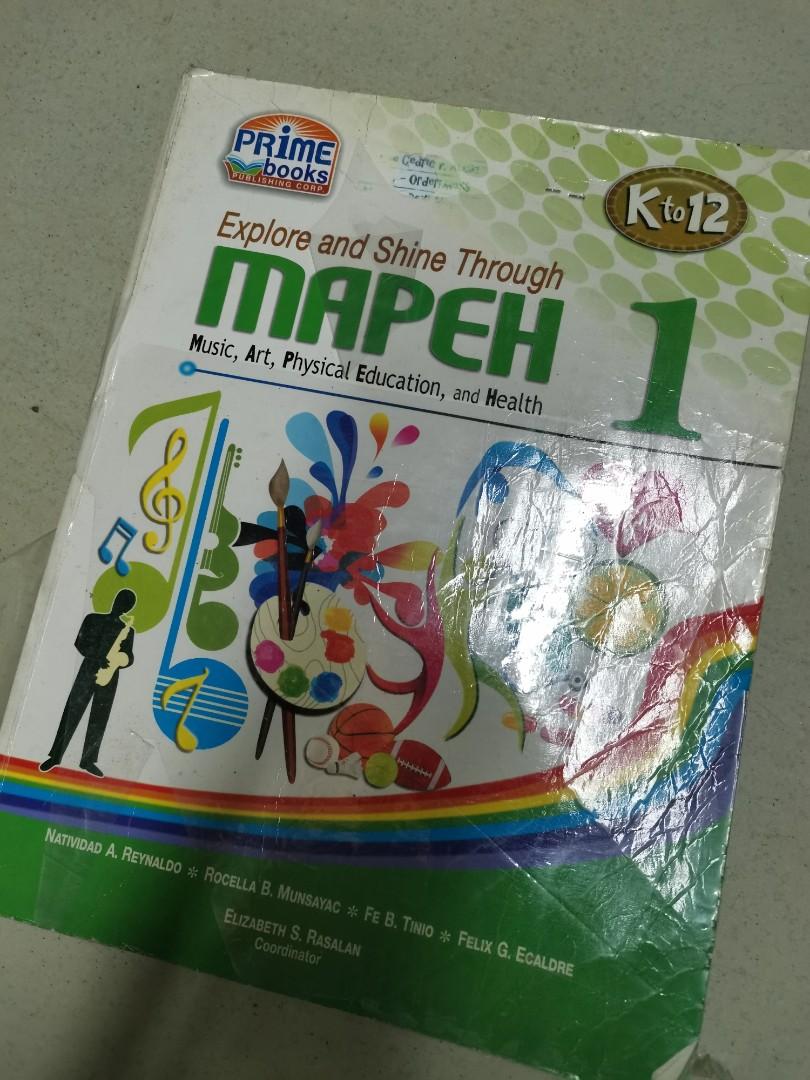 PRiME
books
PUBLISHING CORP.
K to 12
Explore and Shine Through
MAPEH 1
Music, Art, Physical Education, and Health
NATIVIDAD A. REYNALDO * ROCELLA B. MUNSAYAC * FE B. TINIO * FELIX G. ECALDRE
ELIZABETH S. RASALAN
Coordinator